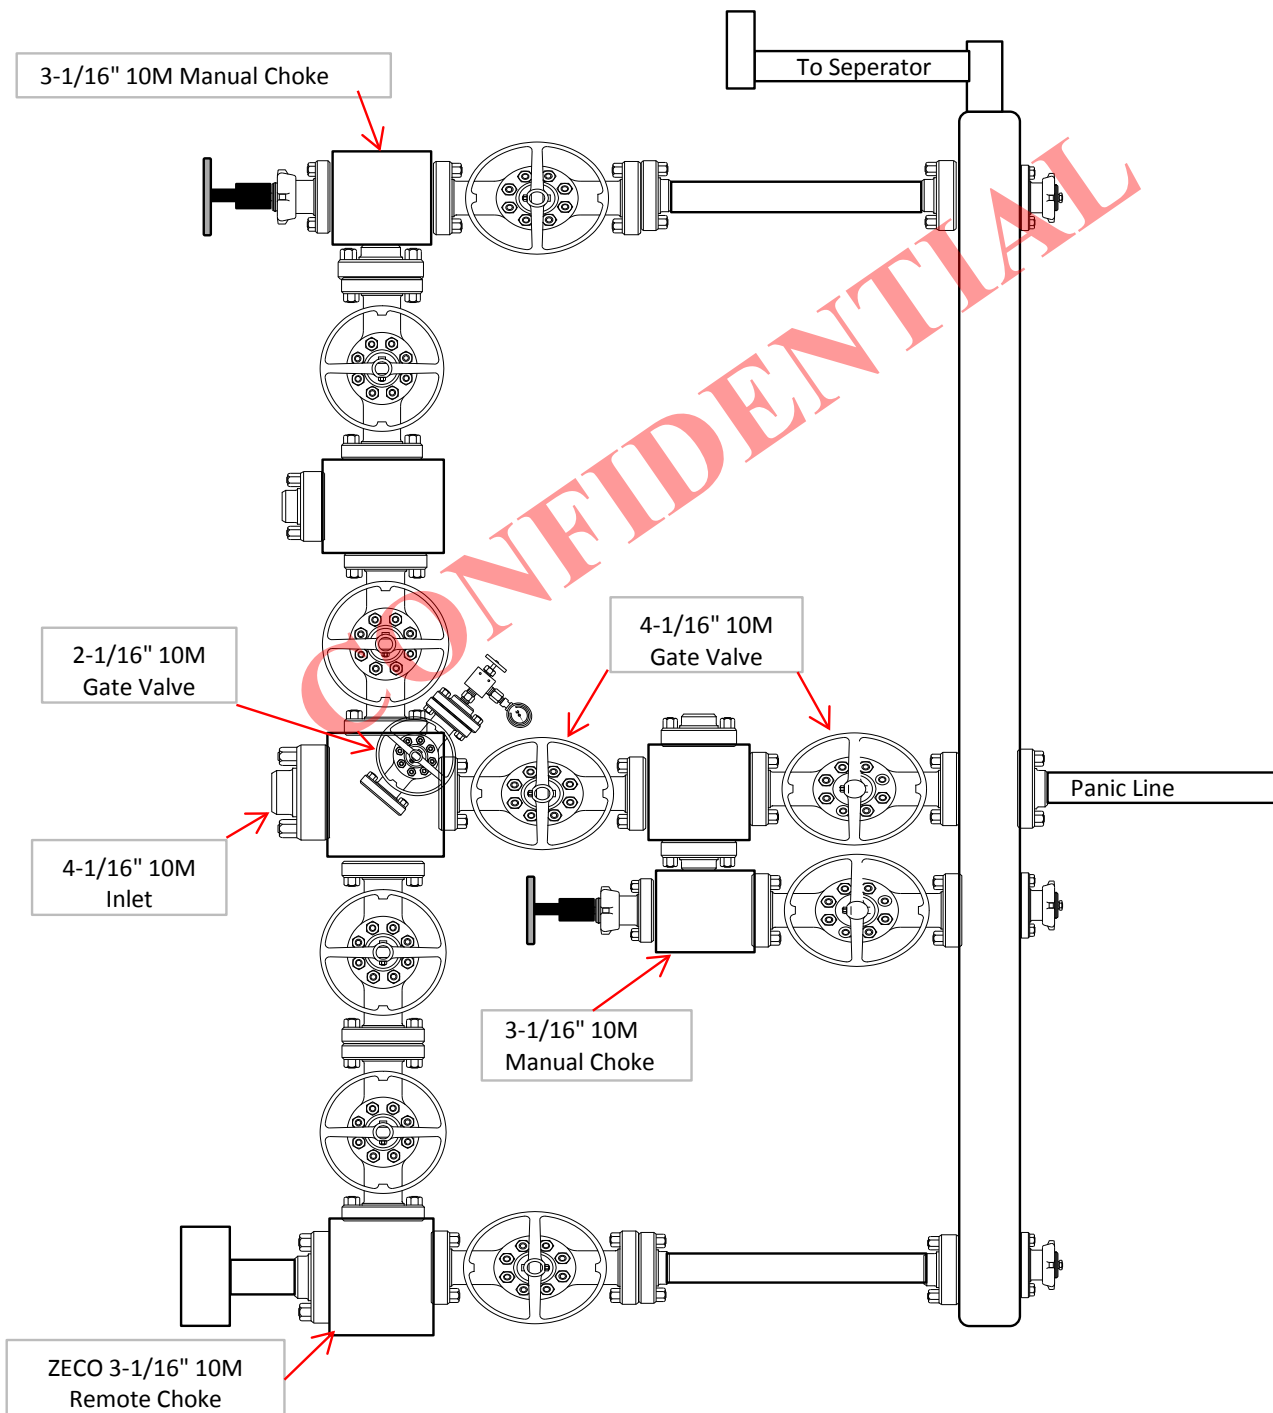 To Seperator
3-1/16" 10M Manual Choke
CONFIDENTIAL
2-1/16" 10M
Gate Valve
4-1/16" 10M
Gate Valve
Panic Line
4-1/16" 10M
Inlet
3-1/16" 10M
Manual Choke
ZECO 3-1/16" 10M
Remote Choke